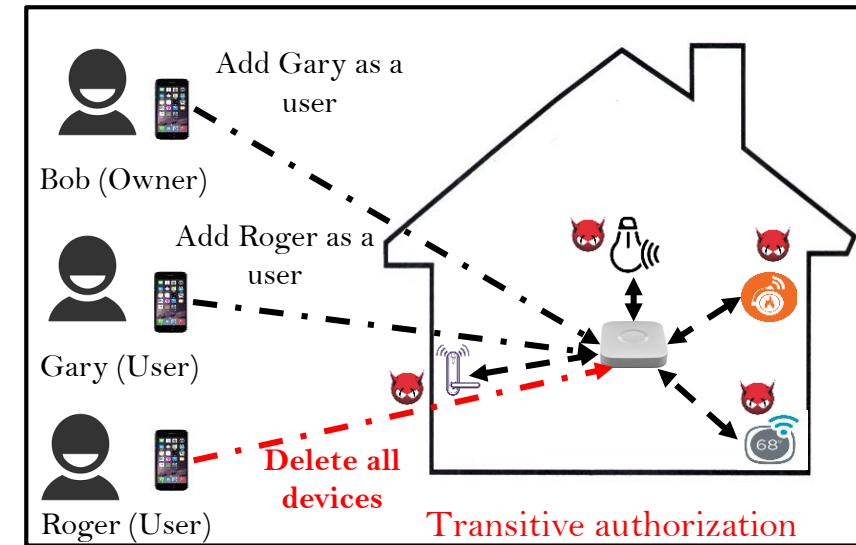 Add Gary as a
user
Bob (Owner)
Add Roger as a
user
Gary (User)
Delete all
devices
Roger (User)
Transitive authorization
68°